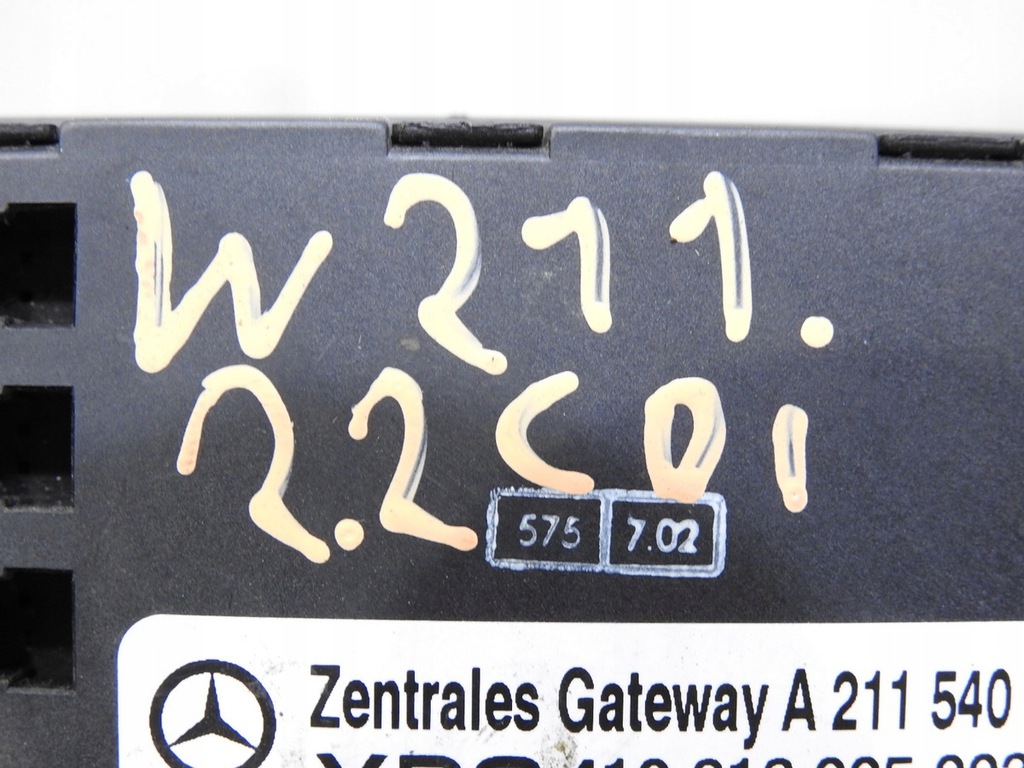 W211.
2.2CDi
575 7.02
Zentrales Gateway A 211 540